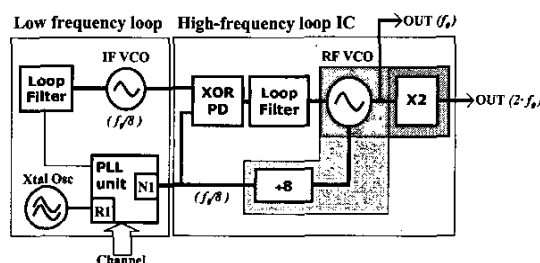 Low frequency loop
High-frequency loop IC
OUT (f₀)
IF VCO
RF VCO
Loop Filter
XOR PD
Loop Filter
X2
OUT (2·f₀)
(f₀/8)
PLL unit
N1
Xtal Osc
R1
(f₀/8)
÷8
Channel